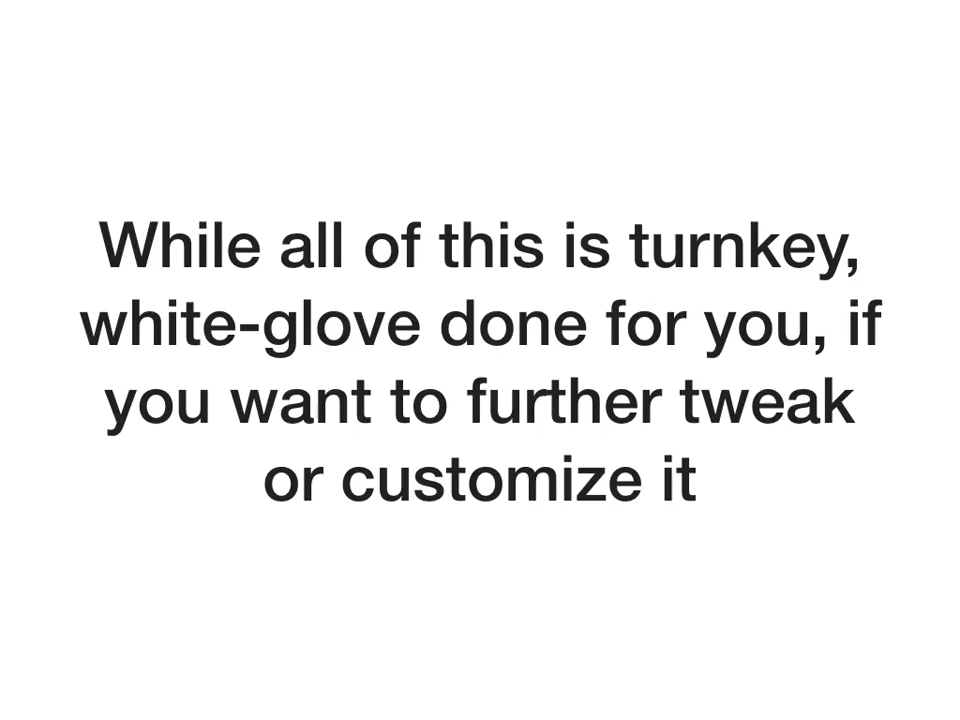 While all of this is turnkey,
white-glove done for you, if
you want to further tweak
or customize it